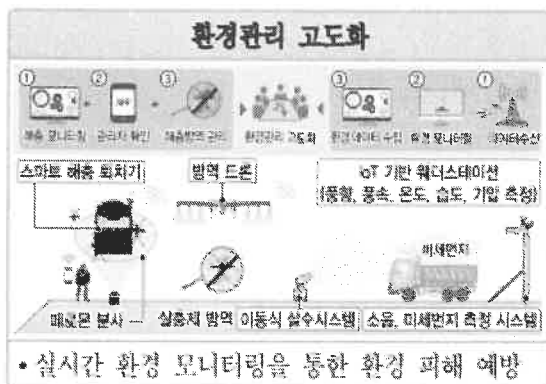 환경관리 고도화
① ② ③ ③ ② ①
해충 모니터링 관리자 확인 해충방역 관리 환경관리 고도화 환경 데이터 수집 환경 모니터링 데이터수신
스마트 해충 퇴치기 방역 드론 IoT 기반 웨더스테이션
(풍향, 풍속, 온도, 습도, 기압 측정)
미세먼지
페로몬 분사 살충제 방역 이동식 살수시스템 소음, 미세먼지 측정 시스템
• 실시간 환경 모니터링을 통한 환경 피해 예방